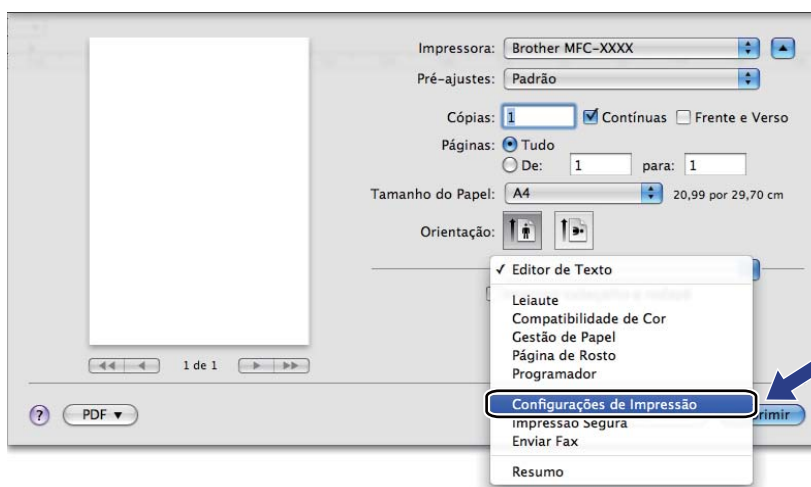 Impressora: Brother MFC-XXXX
Pré-ajustes: Padrão
Cópias: 1 Contínuas Frente e Verso
Páginas: Tudo
De: 1 para: 1
Tamanho do Papel: A4 20,99 por 29,70 cm
Orientação:
✓ Editor de Texto
Leiaute
Compatibilidade de Cor
Gestão de Papel
Página de Rosto
Programador
Configurações de Impressão
Impressão Segura
Enviar Fax
Resumo
1 de 1
? PDF ▼
rimir